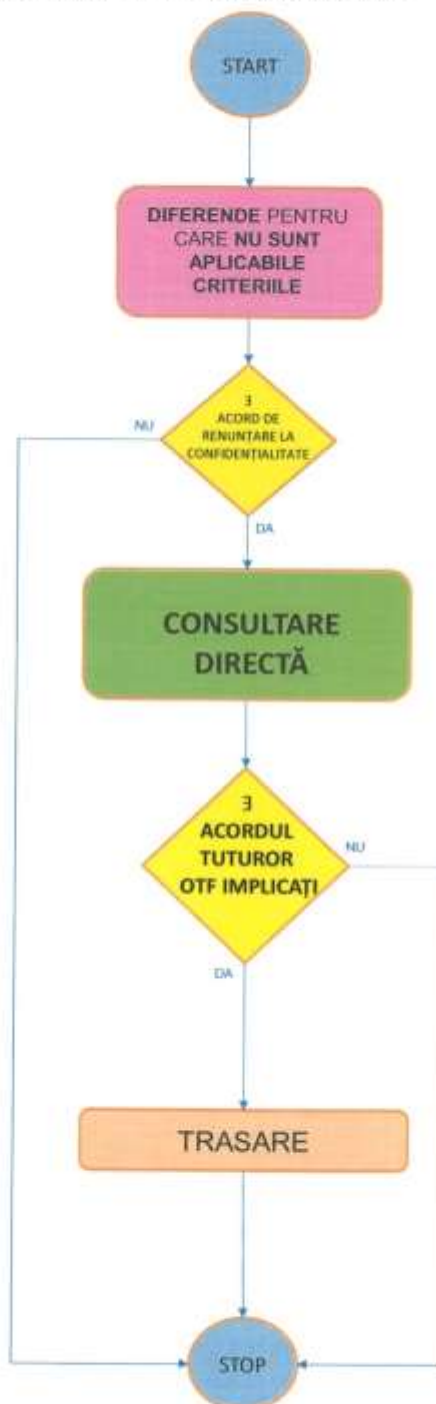 START
DIFERENDE PENTRU
CARE NU SUNT
APLICABILE
CRITERIILE
∃
ACORD DE
RENUNȚARE LA
CONFIDENȚIALITATE
NU
DA
CONSULTARE
DIRECTĂ
∃
ACORDUL
TUTUROR
OTF IMPLICAȚI
NU
DA
TRASARE
STOP